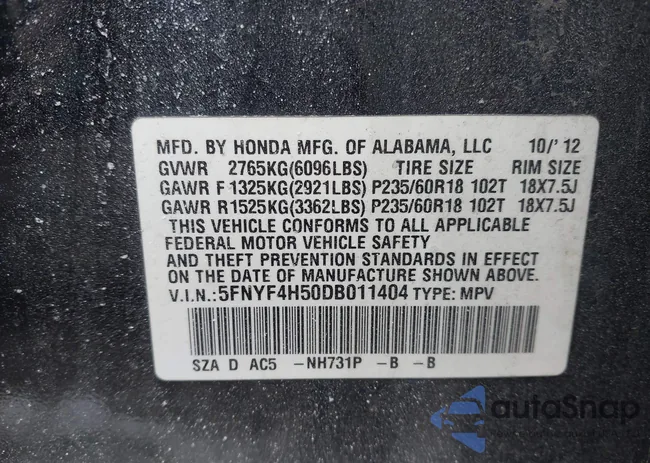 MFD. BY HONDA MFG. OF ALABAMA, LLC 10/'12
GVWR 2765KG(6096LBS) TIRE SIZE RIM SIZE
GAWR F 1325KG(2921LBS) P235/60R18 102T 18X7.5J
GAWR R1525KG(3362LBS) P235/60R18 102T 18X7.5J
THIS VEHICLE CONFORMS TO ALL APPLICABLE
FEDERAL MOTOR VEHICLE SAFETY
AND THEFT PREVENTION STANDARDS IN EFFECT
ON THE DATE OF MANUFACTURE SHOWN ABOVE.
V.I.N.:5FNYF4H50DB011404 TYPE: MPV
SZA D AC5 -NH731P -B -B
autoSnap